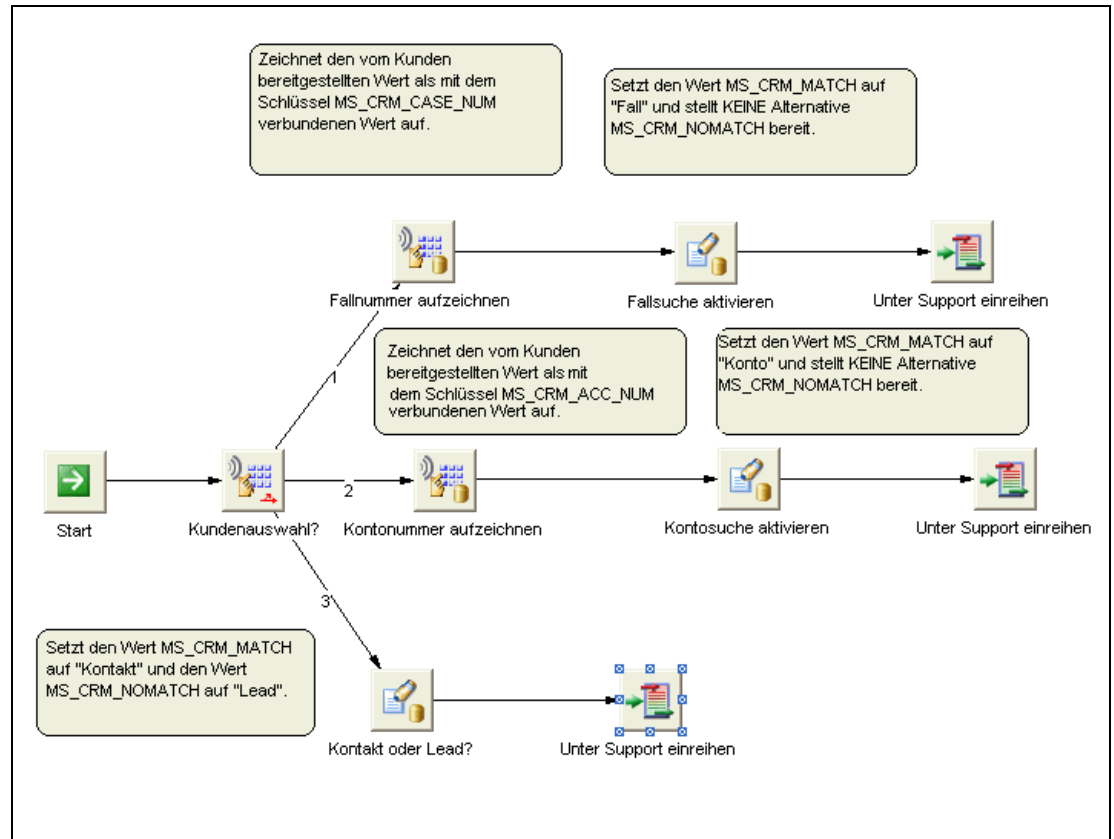 Zeichnet den vom Kunden
bereitgestellten Wert als mit dem
Schlüssel MS_CRM_CASE_NUM
verbundenen Wert auf.
Setzt den Wert MS_CRM_MATCH auf
"Fall" und stellt KEINE Alternative
MS_CRM_NOMATCH bereit.
Fallnummer aufzeichnen
Fallsuche aktivieren
Unter Support einreihen
1
Zeichnet den vom Kunden
bereitgestellten Wert als mit
dem Schlüssel MS_CRM_ACC_NUM
verbundenen Wert auf.
Setzt den Wert MS_CRM_MATCH auf
"Konto" und stellt KEINE Alternative
MS_CRM_NOMATCH bereit.
Start
Kundenauswahl?
2
Kontonummer aufzeichnen
Kontosuche aktivieren
Unter Support einreihen
3
Setzt den Wert MS_CRM_MATCH
auf "Kontakt" und den Wert
MS_CRM_NOMATCH auf "Lead".
Kontakt oder Lead?
Unter Support einreihen